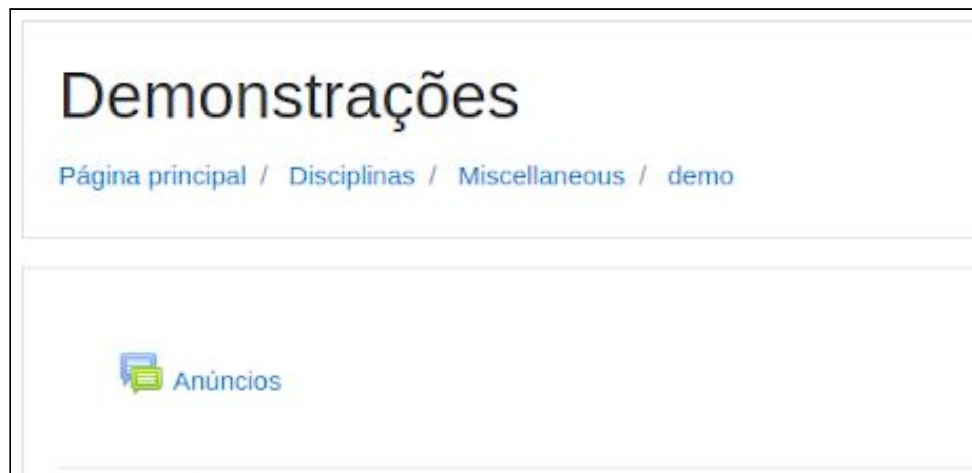 Demonstrações
Página principal / Disciplinas / Miscellaneous / demo
Anúncios